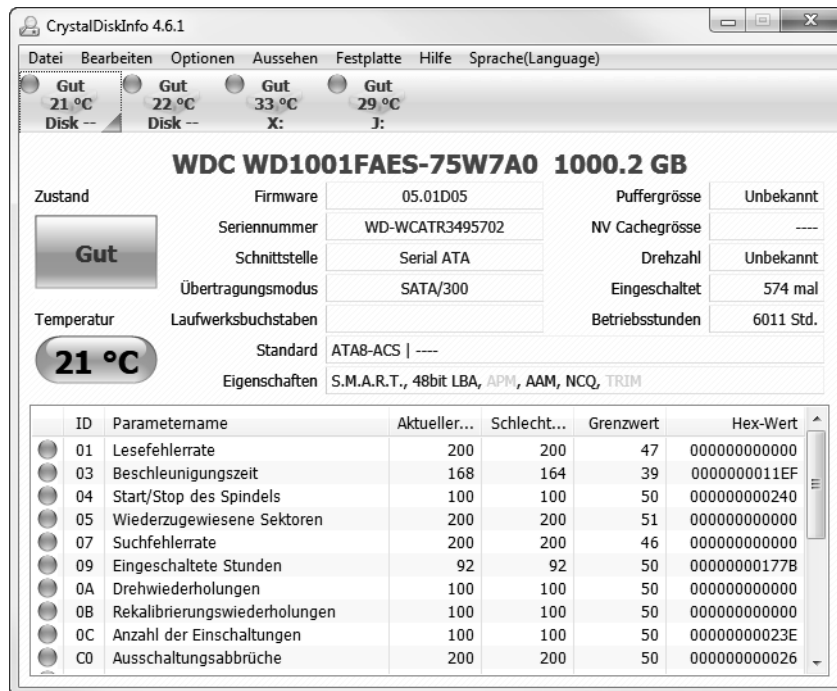 CrystalDiskInfo 4.6.1
Datei Bearbeiten Optionen Aussehen Festplatte Hilfe Sprache(Language)
Gut Gut Gut Gut
21 °C 22 °C 33 °C 29 °C
Disk -- Disk -- X: J:
WDC WD1001FAES-75W7A0 1000.2 GB
Zustand Firmware 05.01D05 Puffergrösse Unbekannt
Seriennummer WD-WCATR3495702 NV Cachegrösse ----
Gut Schnittstelle Serial ATA Drehzahl Unbekannt
Übertragungsmodus SATA/300 Eingeschaltet 574 mal
Temperatur Laufwerksbuchstaben Betriebsstunden 6011 Std.
21 °C Standard ATA8-ACS | ----
Eigenschaften S.M.A.R.T., 48bit LBA, APM, AAM, NCQ, TRIM
ID Parametername Aktueller... Schlecht... Grenzwert Hex-Wert
01 Lesefehlerrate 200 200 47 000000000000
03 Beschleunigungszeit 168 164 39 0000000011EF
04 Start/Stop des Spindels 100 100 50 000000000240
05 Wiederzugewiesene Sektoren 200 200 51 000000000000
07 Suchfehlerrate 200 200 46 000000000000
09 Eingeschaltete Stunden 92 92 50 00000000177B
0A Drehwiederholungen 100 100 50 000000000000
0B Rekalibrierungswiederholungen 100 100 50 000000000000
0C Anzahl der Einschaltungen 100 100 50 00000000023E
C0 Ausschaltungsabbrüche 200 200 50 000000000026